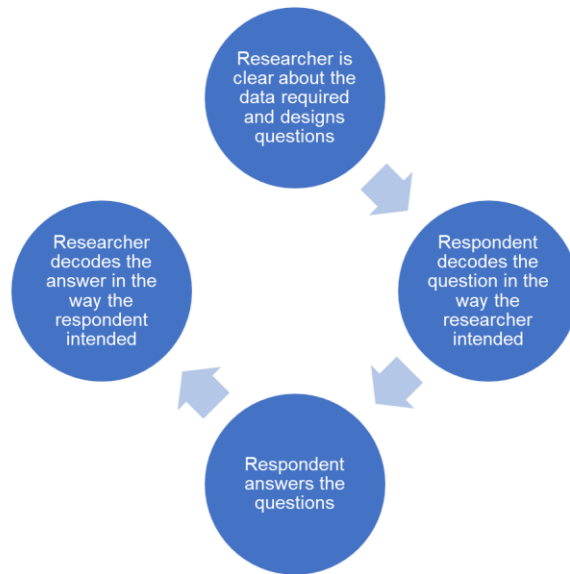 Researcher is
clear about the
data required
and designs
questions
Respondent
decodes the
question in the
way the
researcher
intended
Respondent
answers the
questions
Researcher
decodes the
answer in the
way the
respondent
intended